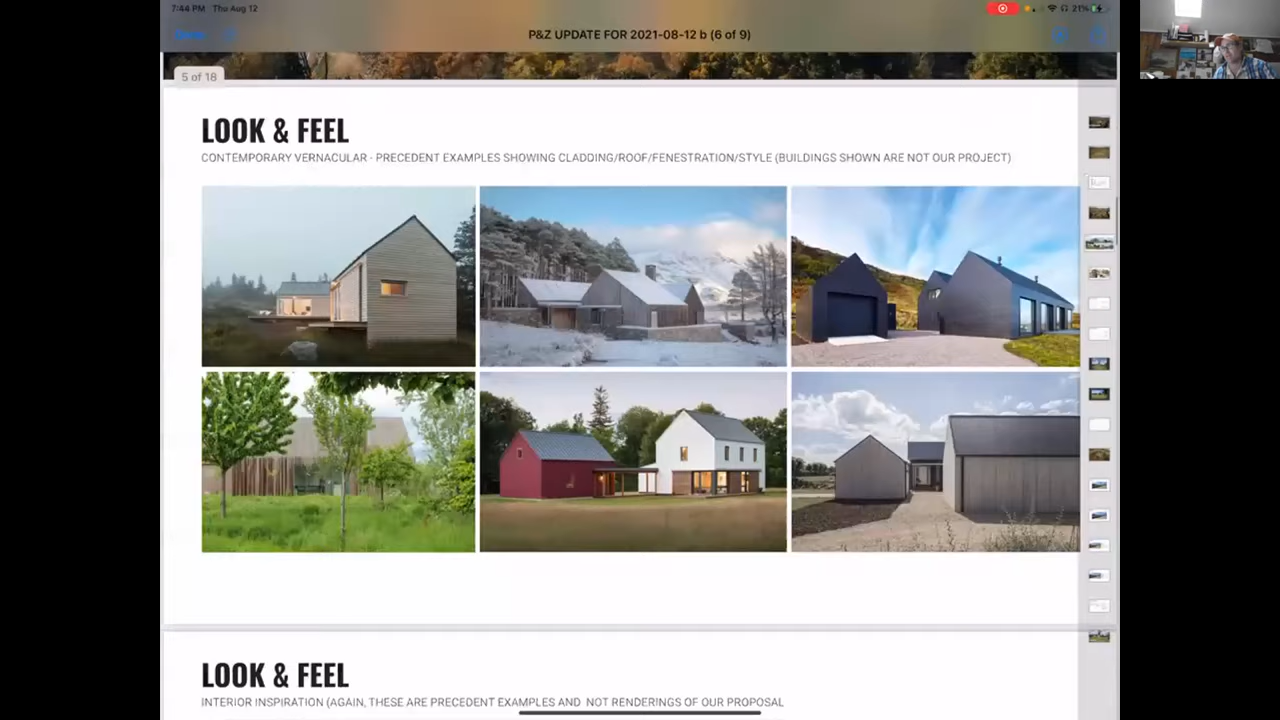 7:44 PM Thu Aug 12
21%
P&Z UPDATE FOR 2021-08-12 b (6 of 9)
5 of 18
LOOK & FEEL
CONTEMPORARY VERNACULAR - PRECEDENT EXAMPLES SHOWING CLADDING/ROOF/FENESTRATION/STYLE (BUILDINGS SHOWN ARE NOT OUR PROJECT)
LOOK & FEEL
INTERIOR INSPIRATION (AGAIN, THESE ARE PRECEDENT EXAMPLES AND NOT RENDERINGS OF OUR PROPOSAL